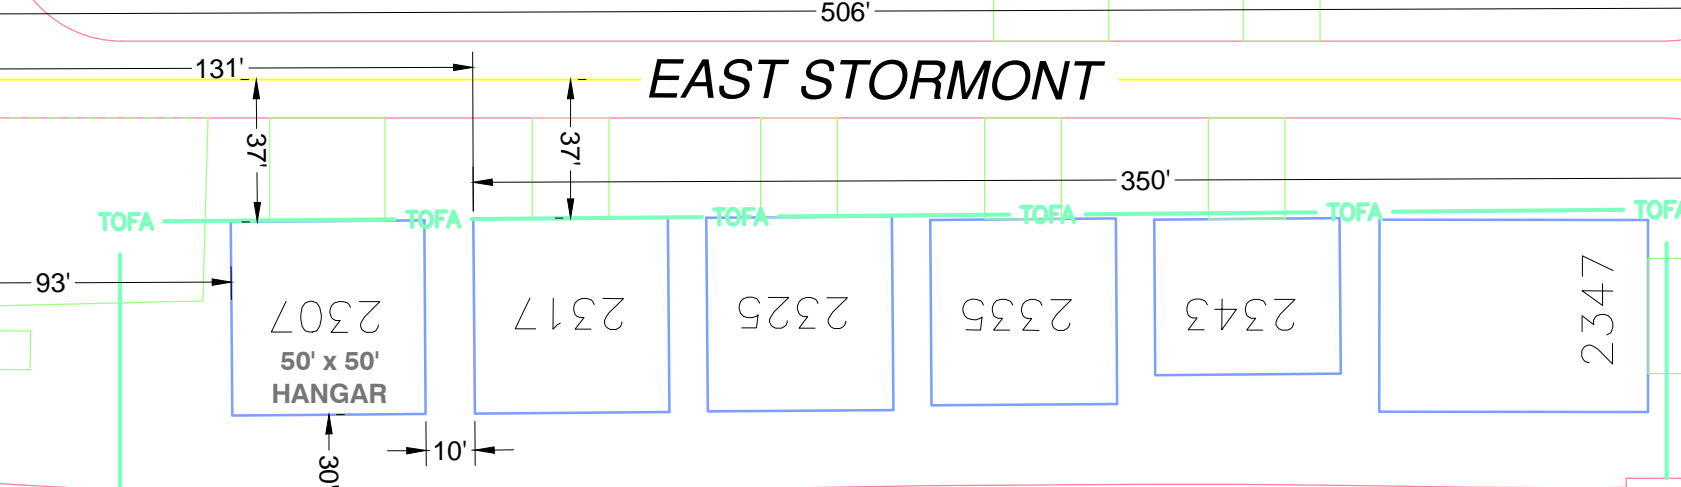 506'
131'
EAST STORMONT
37'
37'
350'
TOFA
TOFA
TOFA
TOFA
TOFA
TOFA
93'
2307
2317
2325
2335
2343
2347
50' x 50'
HANGAR
10'
30'